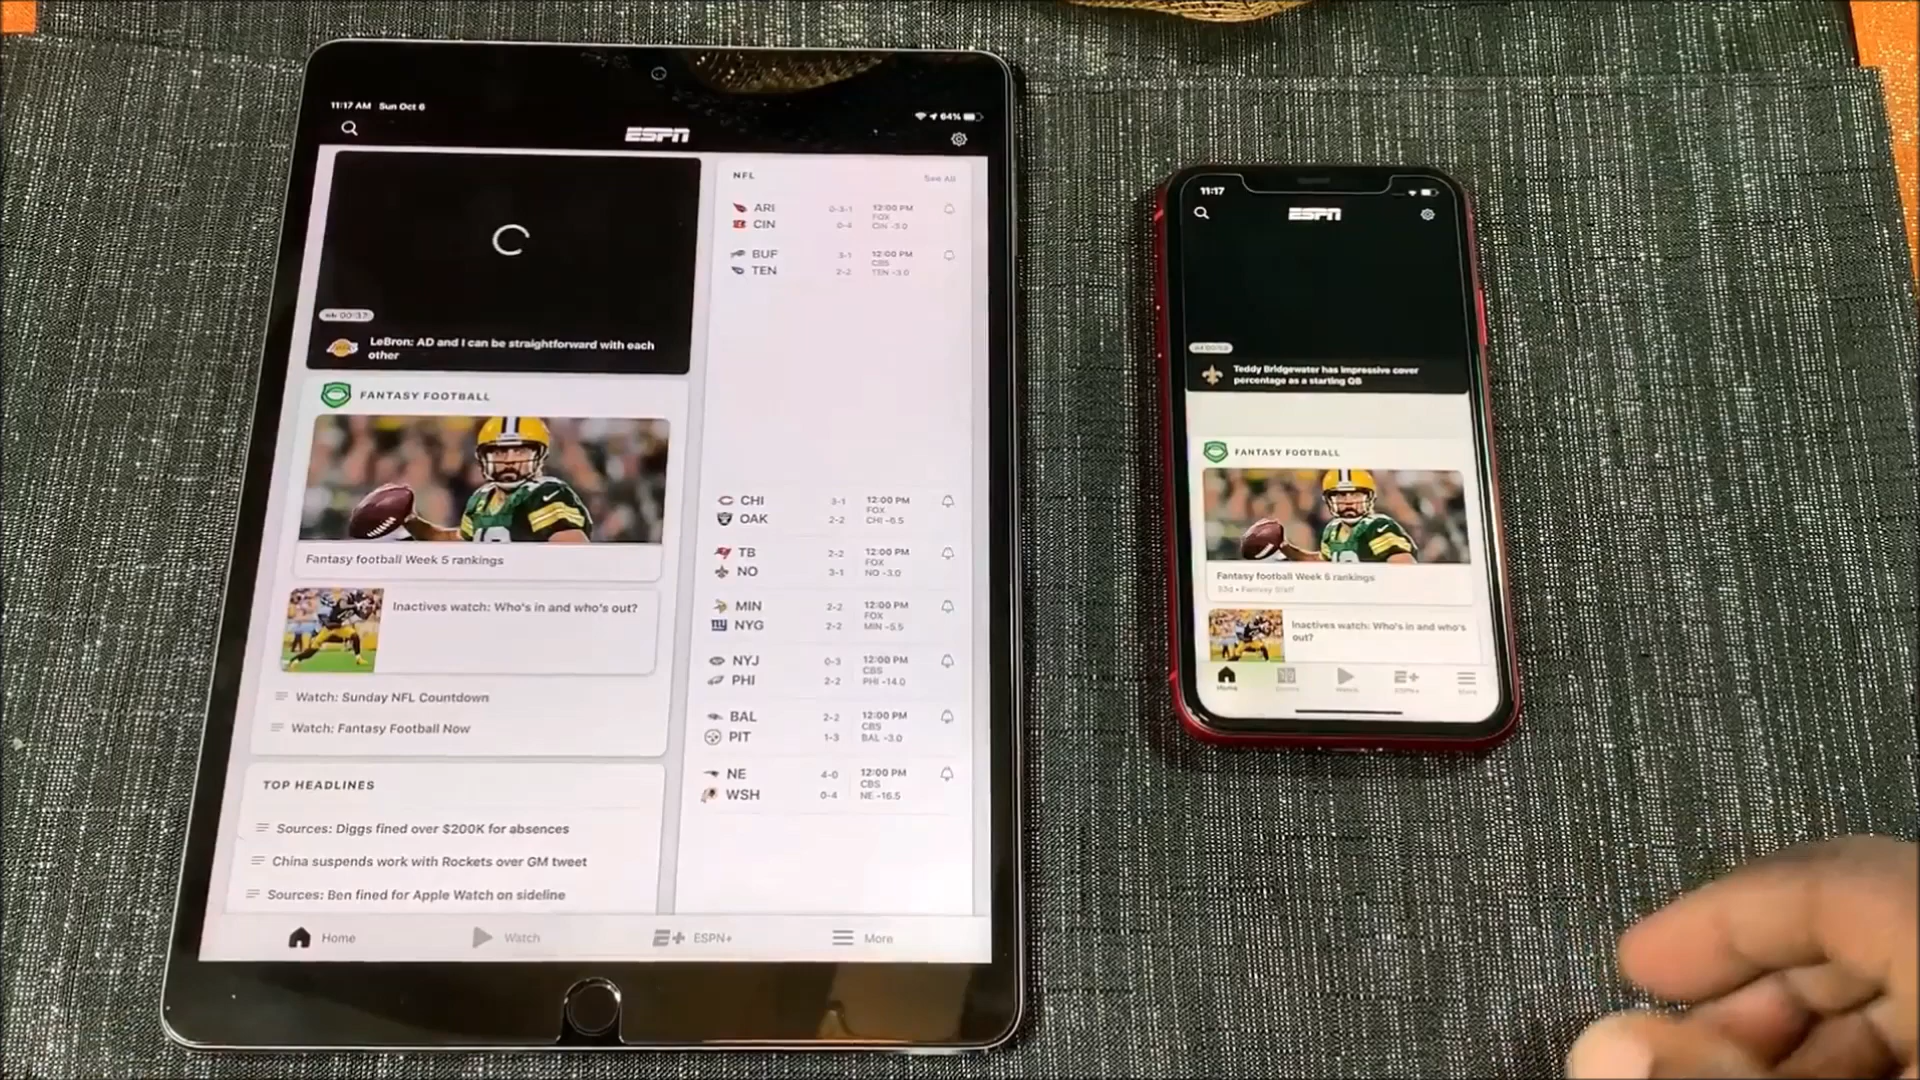 11:17 AM Sun Oct 6
64%
ESPN
00:37
LeBron: AD and I can be straightforward with each
other
FANTASY FOOTBALL
Fantasy football Week 5 rankings
Inactives watch: Who's in and who's out?
Watch: Sunday NFL Countdown
Watch: Fantasy Football Now
TOP HEADLINES
Sources: Diggs fined over $200K for absences
China suspends work with Rockets over GM tweet
Sources: Ben fined for Apple Watch on sideline
NFL See All
ARI 0-3-1 12:00 PM
FOX
CIN 0-4 CIN -3.0
BUF 3-1 12:00 PM
CBS
TEN 2-2 TEN -3.0
CHI 3-1 12:00 PM
FOX
OAK 2-2 CHI -6.5
TB 2-2 12:00 PM
FOX
NO 3-1 NO -3.0
MIN 2-2 12:00 PM
FOX
NYG 2-2 MIN -5.5
NYJ 0-3 12:00 PM
CBS
PHI 2-2 PHI -14.0
BAL 2-2 12:00 PM
CBS
PIT 1-3 BAL -3.0
NE 4-0 12:00 PM
CBS
WSH 0-4 NE -16.5
Home Watch E+ ESPN+ More
11:17
ESPN
Teddy Bridgewater has impressive cover
percentage as a starting QB
FANTASY FOOTBALL
Fantasy football Week 5 rankings
Fantasy Staff
Inactives watch: Who's in and who's
out?
Home Watch E+ ESPN+ More